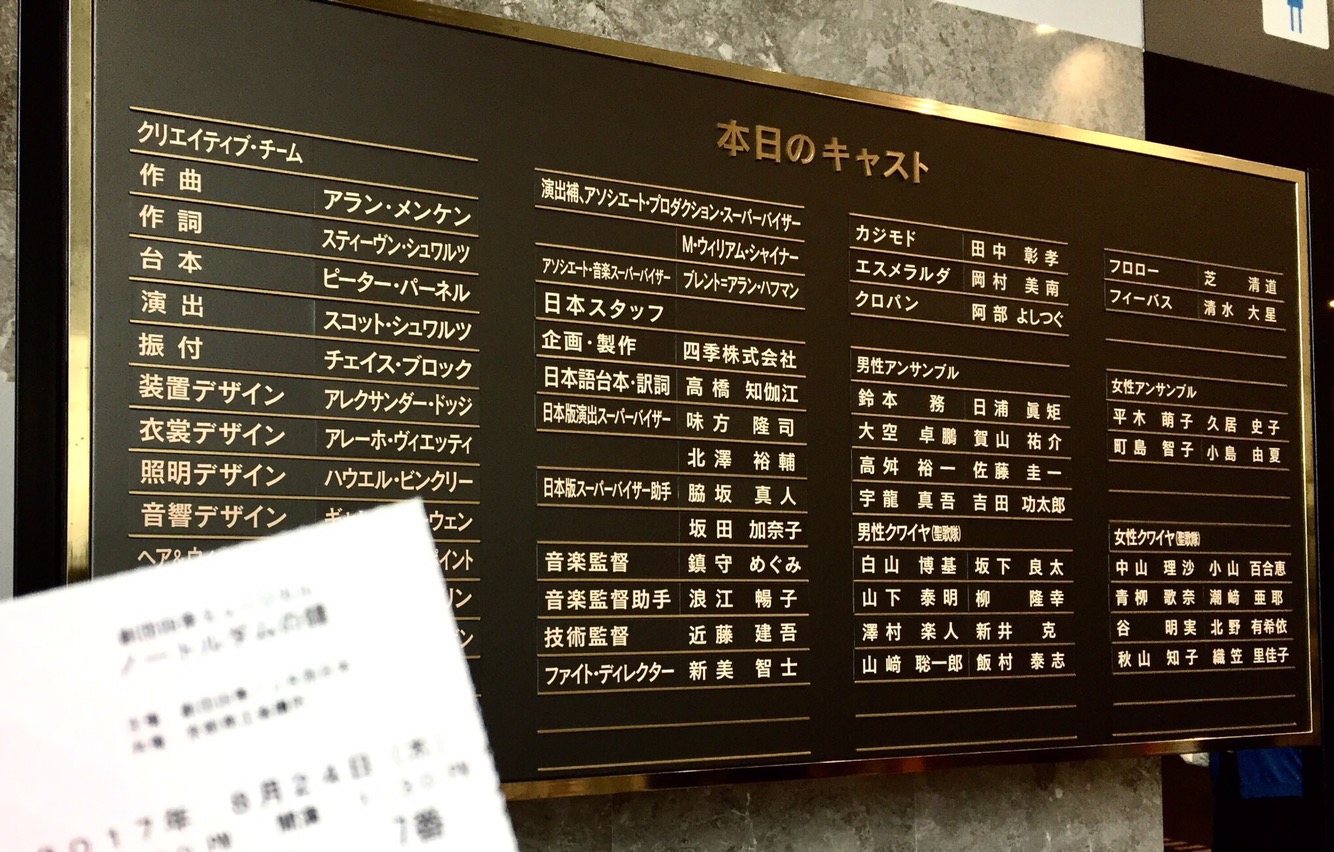 本日のキャスト
クリエイティブ・チーム
作曲 アラン・メンケン
作詞 スティーヴン・シュワルツ
台本 ピーター・パーネル
演出 スコット・シュワルツ
振付 チェイス・ブロック
装置デザイン アレクサンダー・ドッジ
衣裳デザイン アレーホ・ヴィエッティ
照明デザイン ハウエル・ビンクリー
音響デザイン
演出補、アソシエート・プロダクション・スーパーバイザー
M・ウィリアム・シャイナー
アソシエート・音楽スーパーバイザー ブレント=アラン・ハフマン
日本スタッフ
企画・製作 四季株式会社
日本語台本・訳詞 高橋 知伽江
日本版演出スーパーバイザー 味方 隆司
北澤 裕輔
日本版スーパーバイザー助手 脇坂 真人
坂田 加奈子
音楽監督 鎮守 めぐみ
音楽監督助手 浪江 暢子
技術監督 近藤 建吾
ファイト・ディレクター 新美 智士
カジモド 田中 彰孝
エスメラルダ 岡村 美南
クロパン 阿部 よしつぐ
男性アンサンブル
鈴本 務 日浦 眞矩
大空 卓鵬 賀山 祐介
高舛 裕一 佐藤 圭一
宇龍 真吾 吉田 功太郎
男性クワイヤ(聖歌隊)
白山 博基 坂下 良太
山下 泰明 柳 隆幸
澤村 楽人 新井 克
山﨑 聡一郎 飯村 泰志
フロロー 芝 清道
フィーバス 清水 大星
女性アンサンブル
平木 萌子 久居 史子
町島 智子 小島 由夏
女性クワイヤ(聖歌隊)
中山 理沙 小山 百合恵
青柳 歌奈 潮﨑 亜耶
谷 明実 北野 有希依
秋山 知子 織笠 里佳子
ノートルダムの鐘
2017年 8月24日(木)
開演
7番